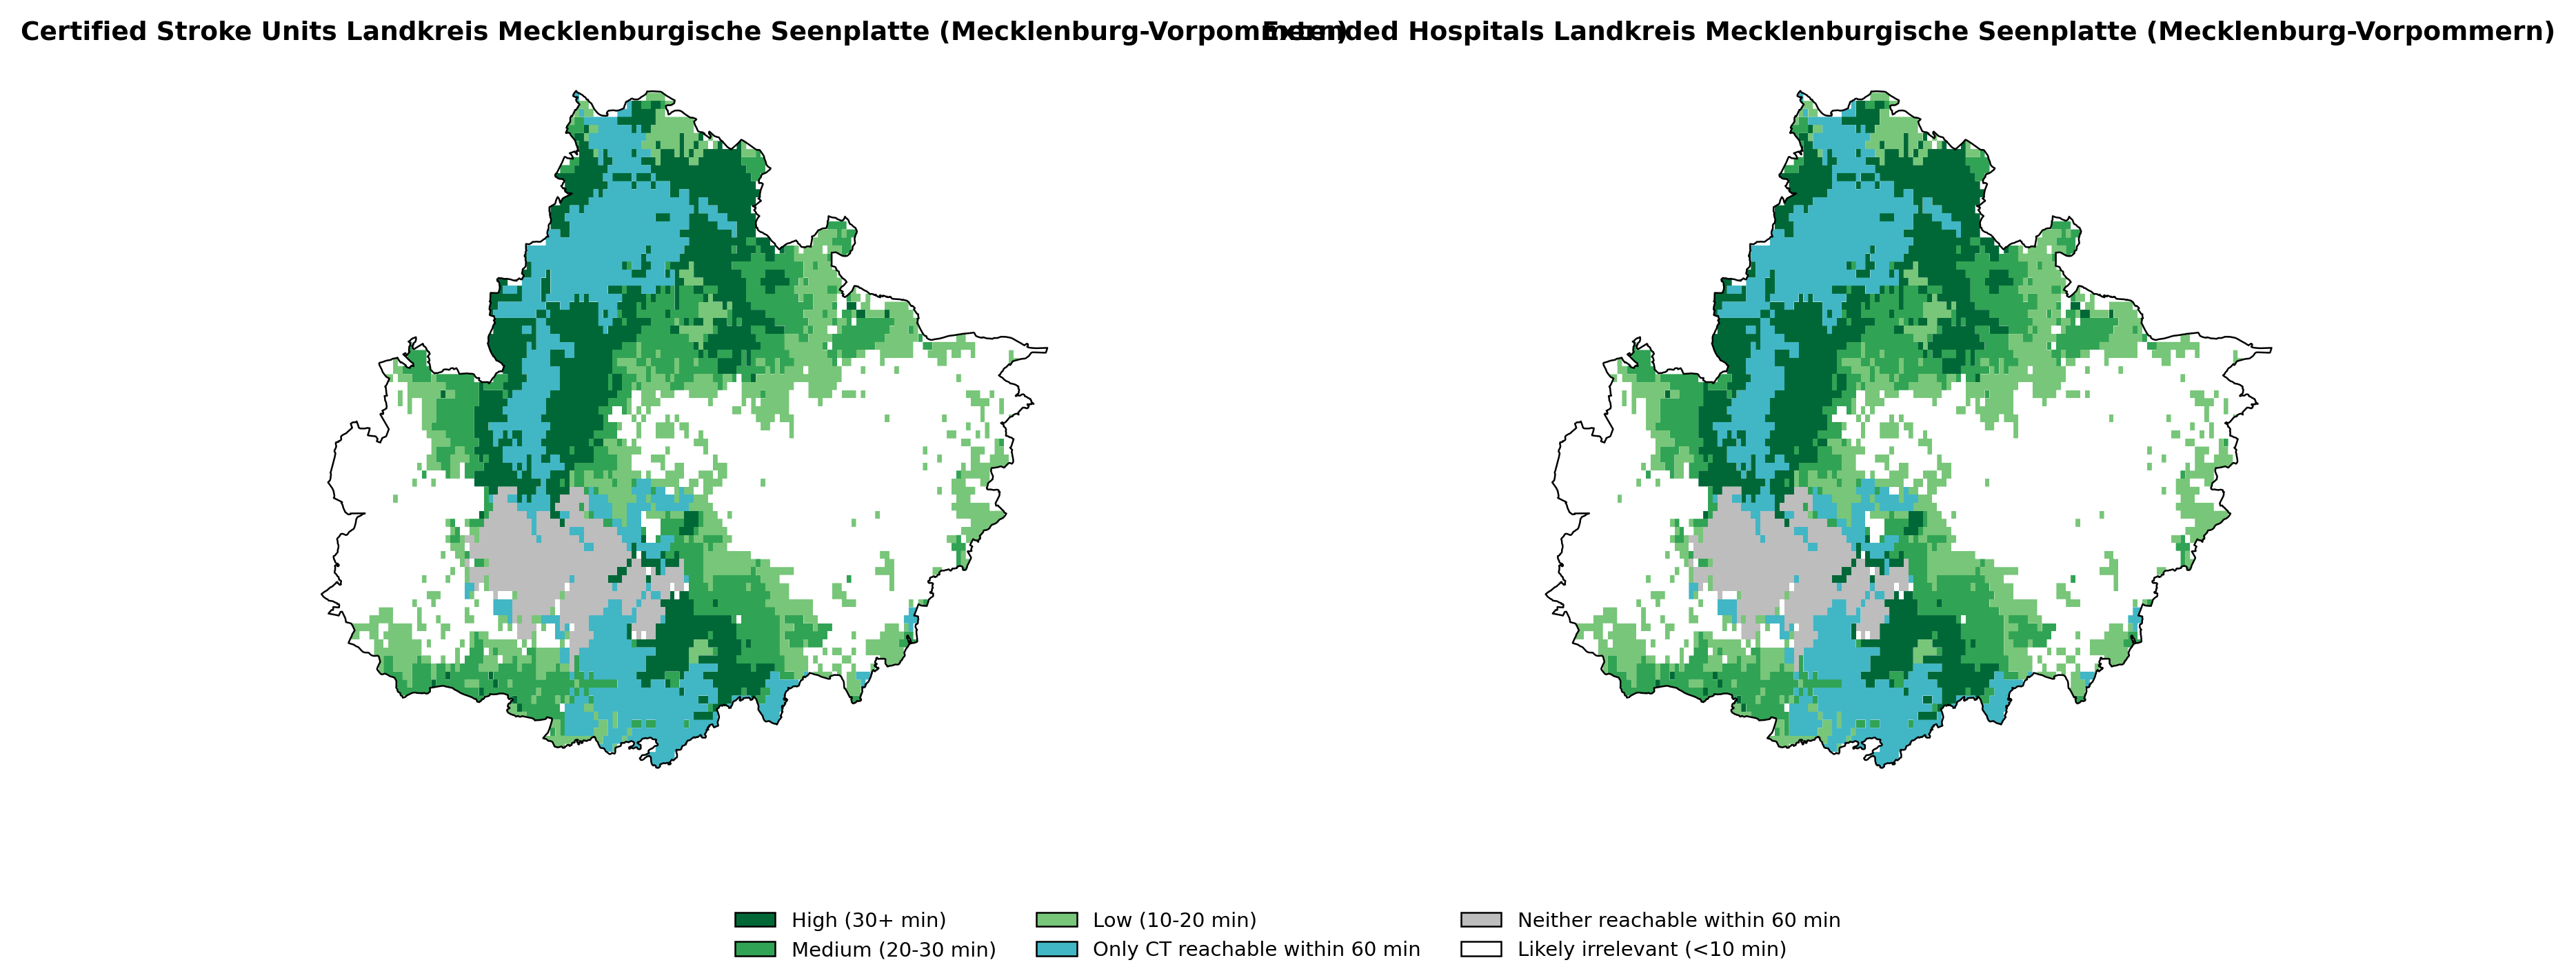 Certified Stroke Units Landkreis Mecklenburgische Seenplatte (Mecklenburg-Vorpommern)
Extended Hospitals Landkreis Mecklenburgische Seenplatte (Mecklenburg-Vorpommern)
High (30+ min)
Medium (20-30 min)
Low (10-20 min)
Only CT reachable within 60 min
Neither reachable within 60 min
Likely irrelevant (<10 min)